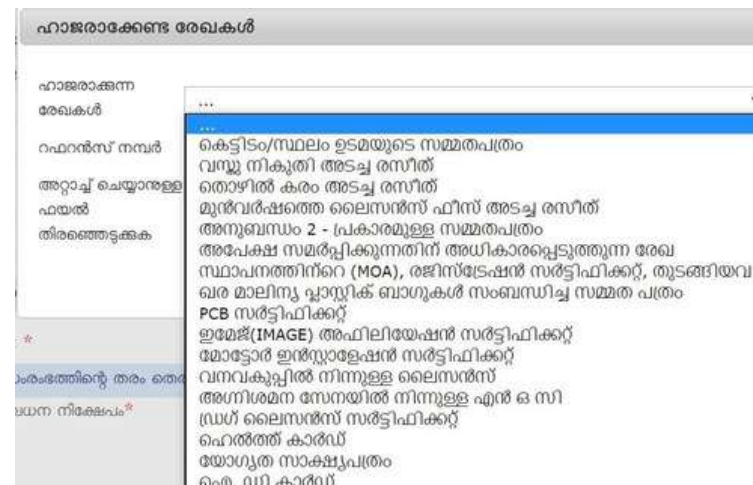 ഹാജരാക്കേണ്ട രേഖകൾ
ഹാജരാക്കുന്ന
രേഖകൾ
...
...
റഫറൻസ് നമ്പർ
അറ്റാച്ച് ചെയ്യാനുള്ള
ഫയൽ
തിരഞ്ഞെടുക്കുക
കെട്ടിടം/സ്ഥലം ഉടമയുടെ സമ്മതപത്രം
വസ്തു നികുതി അടച്ച രസീത്
തൊഴിൽ കരം അടച്ച രസീത്
മുൻവർഷത്തെ ലൈസൻസ് ഫീസ് അടച്ച രസീത്
അനുബന്ധം 2 - പ്രകാരമുള്ള സമ്മതപത്രം
അപേക്ഷ സമർപ്പിക്കുന്നതിന് അധികാരപ്പെടുത്തുന്ന രേഖ
സ്ഥാപനത്തിന്റെ (MOA), രജിസ്ട്രേഷൻ സർട്ടിഫിക്കറ്റ്, തുടങ്ങിയവ
ഖര മാലിന്യ പ്ലാസ്റ്റിക് ബാഗുകൾ സംബന്ധിച്ച സമ്മത പത്രം
PCB സർട്ടിഫിക്കറ്റ്
ഇമേജ്(IMAGE) അഫിലിയേഷൻ സർട്ടിഫിക്കറ്റ്
മോട്ടോർ ഇൻസ്റ്റാളേഷൻ സർട്ടിഫിക്കറ്റ്
വനവകുപ്പിൽ നിന്നുള്ള ലൈസൻസ്
അഗ്നിശമന സേനയിൽ നിന്നുള്ള എൻ ഒ സി
ഡ്രഗ് ലൈസൻസ് സർട്ടിഫിക്കറ്റ്
ഹെൽത്ത് കാർഡ്
യോഗ്യത സാക്ഷ്യപത്രം
ഐ. ഡി കാർഡ്
*
തരം
നിക്ഷേപം*